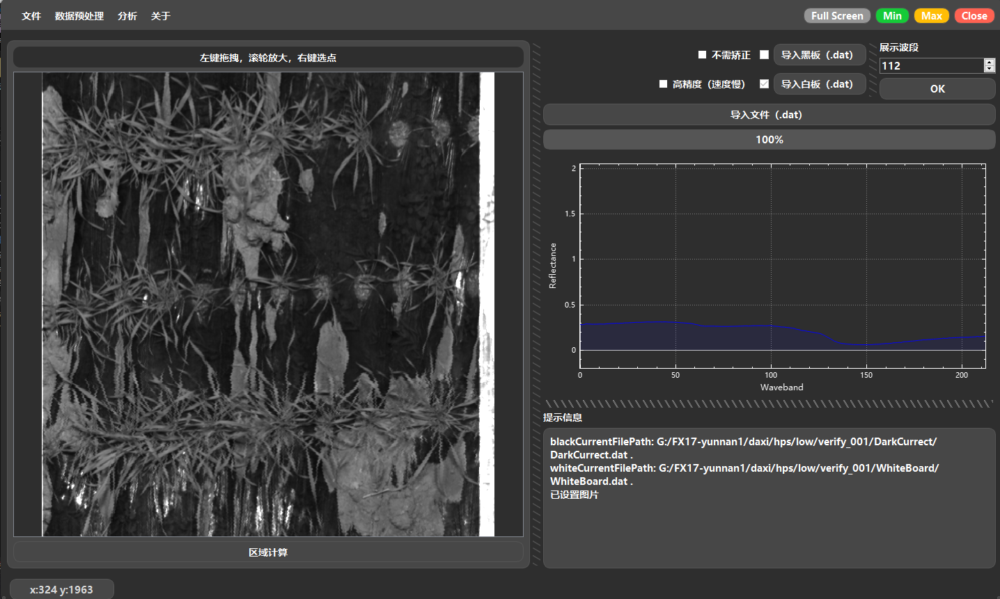 文件 数据预处理 分析 关于
Full Screen Min Max Close
左键拖拽，滚轮放大，右键选点
区域计算
x:324 y:1963
不需矫正 导入黑板（.dat）
高精度（速度慢） 导入白板（.dat）
展示波段
112
OK
导入文件（.dat）
100%
2
1.5
1
0.5
0
Reflectance
0 50 100 150 200
Waveband
提示信息
blackCurrentFilePath: G:/FX17-yunnan1/daxi/hps/low/verify_001/DarkCurrect/
DarkCurrect.dat .
whiteCurrentFilePath: G:/FX17-yunnan1/daxi/hps/low/verify_001/WhiteBoard/
WhiteBoard.dat .
已设置图片